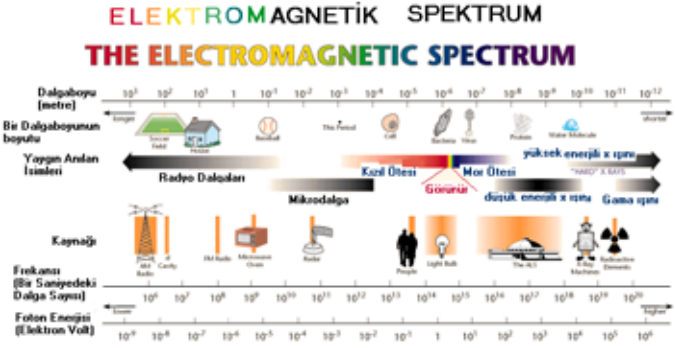 ELEKTROMAGNETİK SPEKTRUM
THE ELECTROMAGNETIC SPECTRUM
Dalgaboyu (metre)
10³ 10² 10¹ 1 10⁻¹ 10⁻² 10⁻³ 10⁻⁴ 10⁻⁵ 10⁻⁶ 10⁻⁷ 10⁻⁸ 10⁻⁹ 10⁻¹⁰ 10⁻¹¹ 10⁻¹²
longer shorter
Bir Dalgaboyunun boyutu
Soccer Field
House
Baseball
This Period
Cell
Bacteria
Virus
Protein
Water Molecule
Yaygın Anılan İsimleri
Radyo Dalgaları
Mikrodalga
Kızıl Ötesi
Görünür
Mor Ötesi
düşük enerjili x ışını
yüksek enerjili x ışını
"HARD" X RAYS
Gama ışını
Kaynağı
AM Radio
Cavity
FM Radio
Microwave Oven
Radar
People
Light Bulb
The ALS
X-Ray Machines
Radioactive Elements
Frekansı
(Bir Saniyedeki
Dalga Sayısı)
10⁶ 10⁷ 10⁸ 10⁹ 10¹⁰ 10¹¹ 10¹² 10¹³ 10¹⁴ 10¹⁵ 10¹⁶ 10¹⁷ 10¹⁸ 10¹⁹ 10²⁰
lower higher
Foton Enerjisi
(Elektron Volt)
10⁻⁹ 10⁻⁸ 10⁻⁷ 10⁻⁶ 10⁻⁵ 10⁻⁴ 10⁻³ 10⁻² 10⁻¹ 1 10¹ 10² 10³ 10⁴ 10⁵ 10⁶